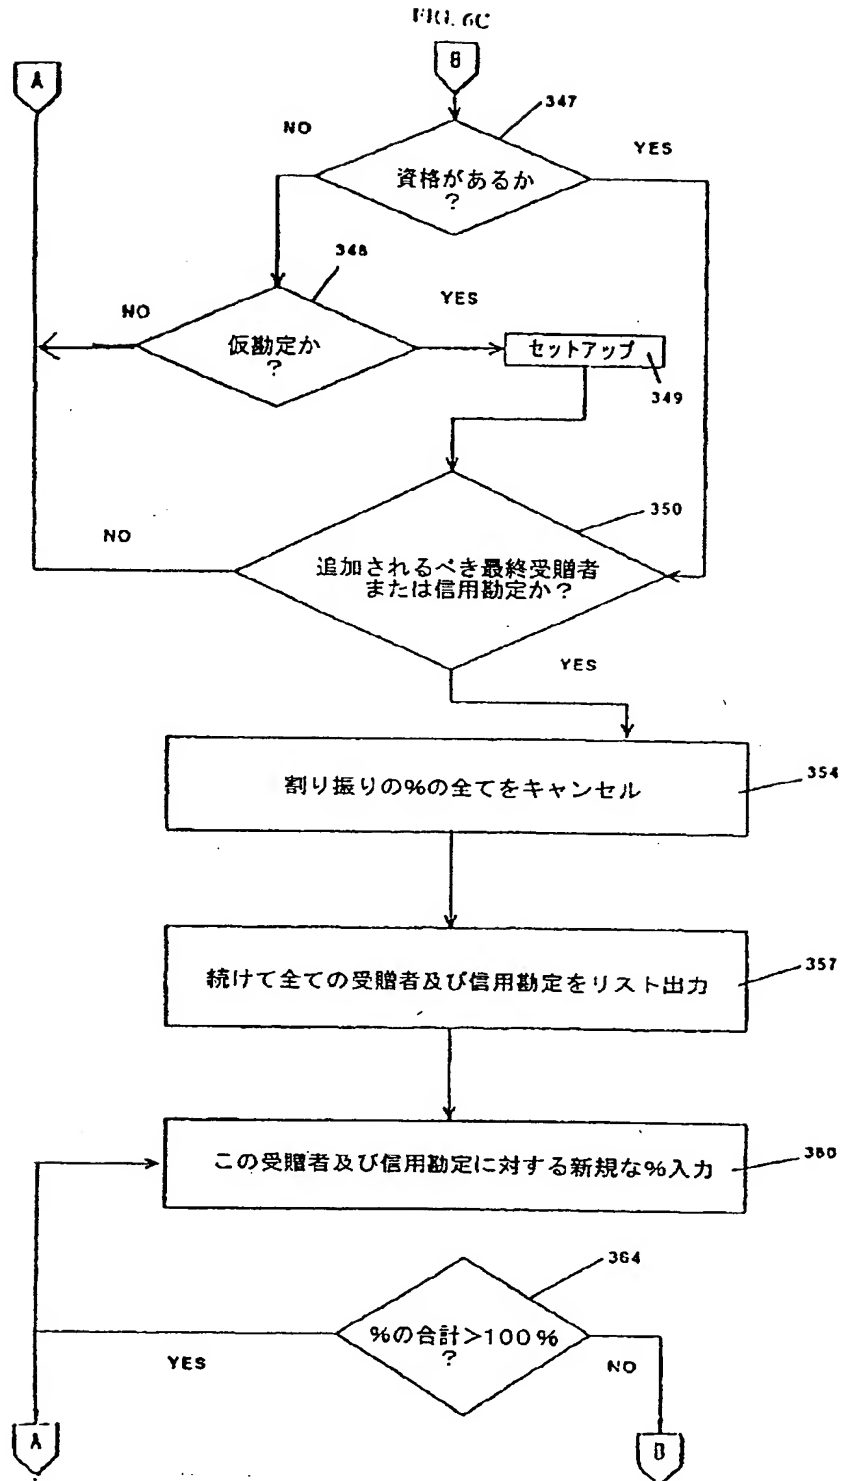 FIG. 6C
B
A
347
NO
YES
資格があるか
?
348
NO
YES
仮勘定か
?
セットアップ
349
350
NO
追加されるべき最終受贈者
または信用勘定か?
YES
354
割り振りの%の全てをキャンセル
357
続けて全ての受贈者及び信用勘定をリスト出力
360
この受贈者及び信用勘定に対する新規な%入力
364
%の合計>100%
?
YES
NO
A